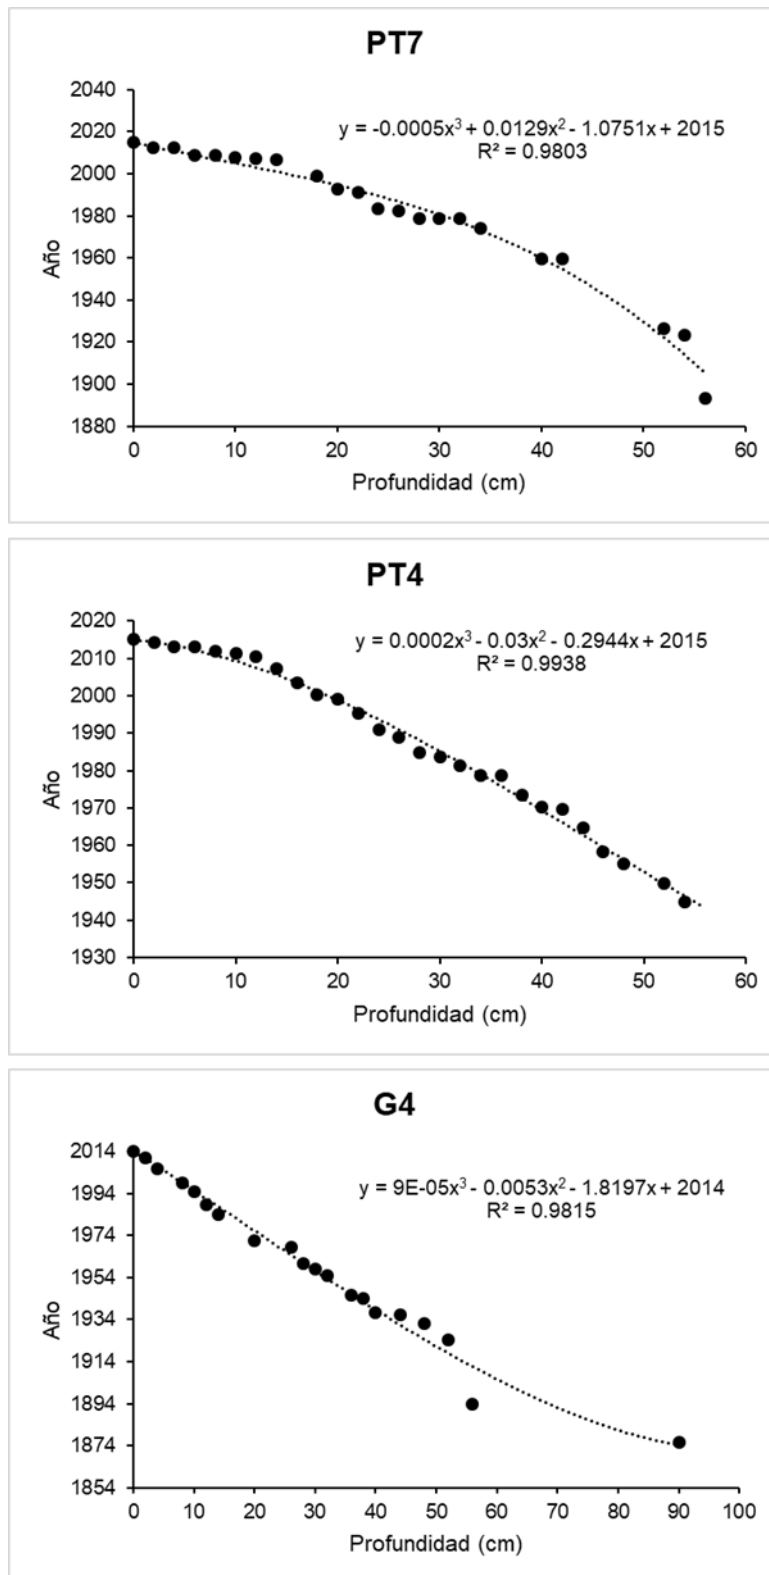 PT7
2040
2020
2000
1980
1960
1940
1920
1900
1880
y = -0.0005x³ + 0.0129x² - 1.0751x + 2015
R² = 0.9803
Año
0 10 20 30 40 50 60
Profundidad (cm)
PT4
2020
2010
2000
1990
1980
1970
1960
1950
1940
1930
y = 0.0002x³ - 0.03x² - 0.2944x + 2015
R² = 0.9938
Año
0 10 20 30 40 50 60
Profundidad (cm)
G4
2014
1994
1974
1954
1934
1914
1894
1874
1854
y = 9E-05x³ - 0.0053x² - 1.8197x + 2014
R² = 0.9815
Año
0 10 20 30 40 50 60 70 80 90 100
Profundidad (cm)